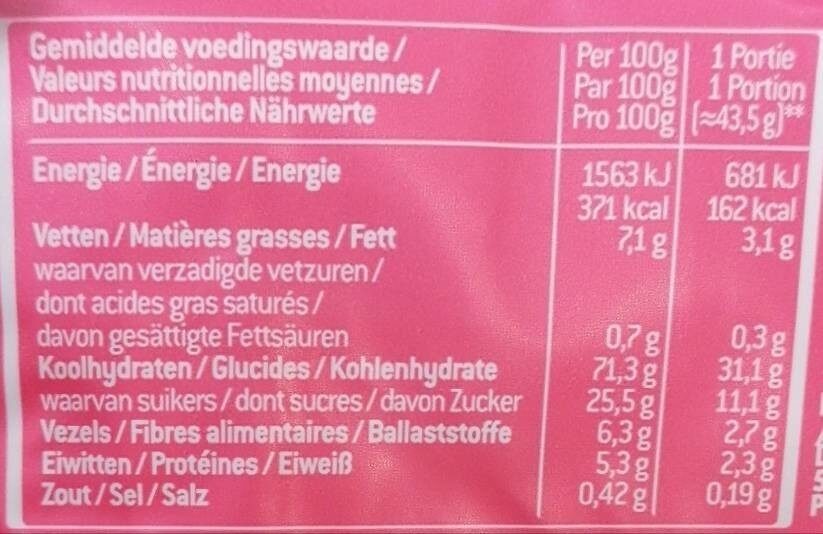 Gemiddelde voedingswaarde / Per 100g 1 Portie
Valeurs nutritionnelles moyennes / Par 100g 1 Portion
Durchschnittliche Nährwerte Pro 100g (≈43,5 g)**
Energie / Énergie / Energie 1563 kJ 681 kJ
371 kcal 162 kcal
Vetten / Matières grasses / Fett 7,1 g 3,1 g
waarvan verzadigde vetzuren /
dont acides gras saturés /
davon gesättigte Fettsäuren 0,7 g 0,3 g
Koolhydraten / Glucides / Kohlenhydrate 71,3 g 31,1 g
waarvan suikers / dont sucres / davon Zucker 25,5 g 11,1 g
Vezels / Fibres alimentaires / Ballaststoffe 6,3 g 2,7 g
Eiwitten / Protéines / Eiweiß 5,3 g 2,3 g
Zout / Sel / Salz 0,42 g 0,19 g